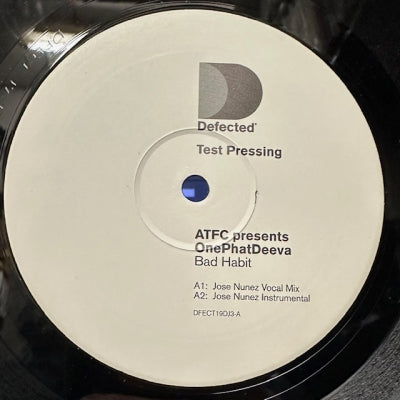 Defected®
Test Pressing
ATFC presents
OnePhatDeeva
Bad Habit
A1: Jose Nunez Vocal Mix
A2: Jose Nunez Instrumental
DFECT19DJ3-A